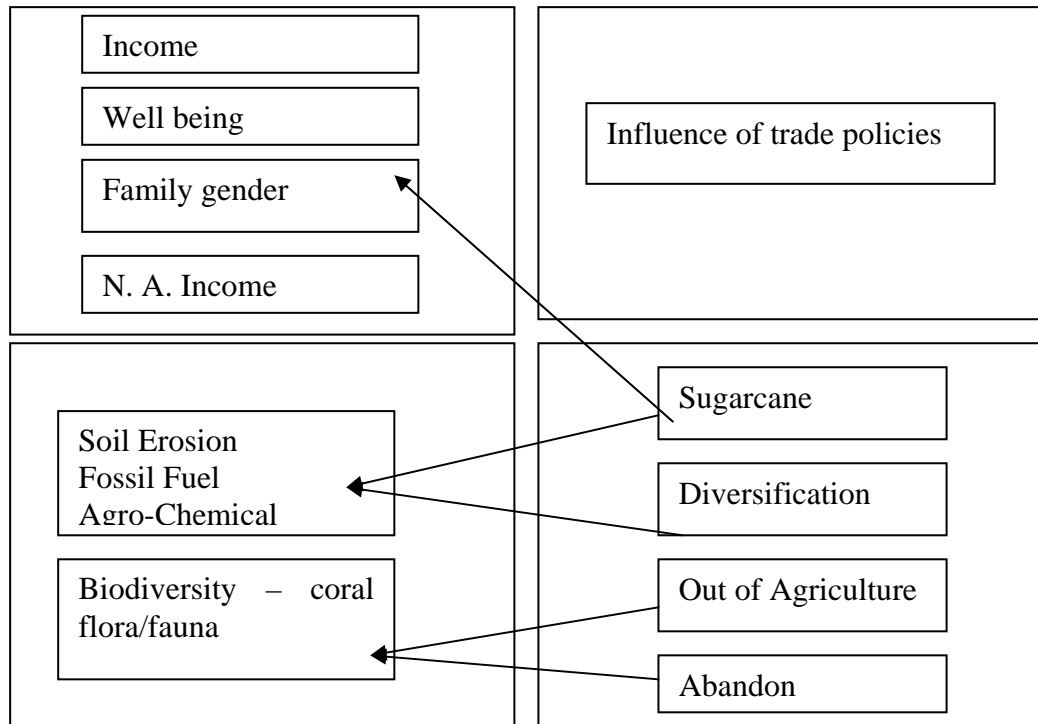 Income
Well being
Family gender
N. A. Income
Influence of trade policies
Soil Erosion
Fossil Fuel
Agro-Chemical
Biodiversity – coral
flora/fauna
Sugarcane
Diversification
Out of Agriculture
Abandon